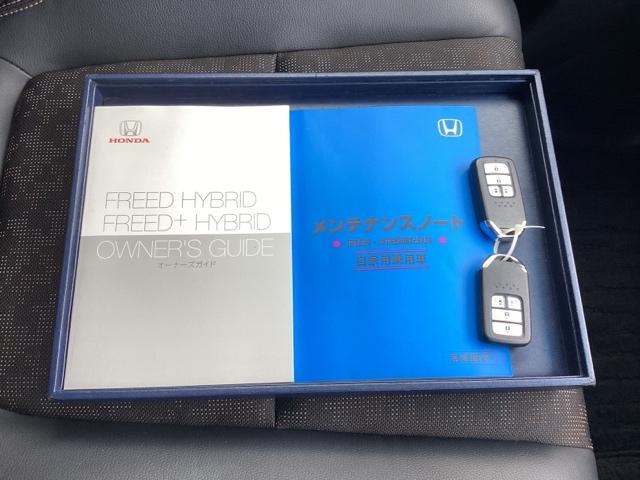 HONDA
FREED HYBRID
FREED+ HYBRID
OWNER'S GUIDE
オーナーズガイド
メンテナンスノート
自家用乗用車